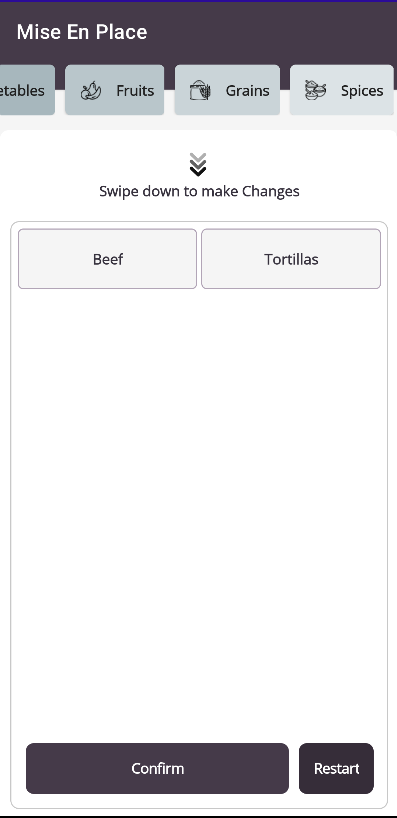 Mise En Place
etables Fruits Grains Spices
Swipe down to make Changes
Beef Tortillas
Confirm Restart